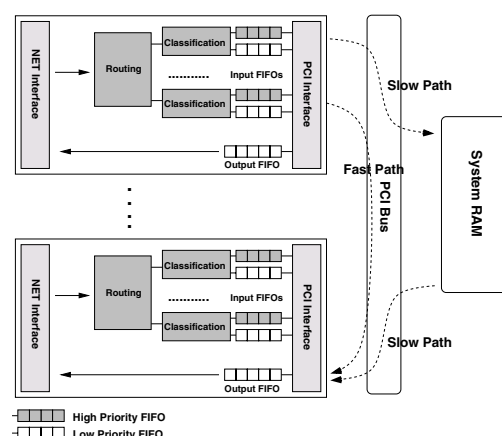 NET Interface
Routing
Classification
Input FIFOs
Classification
PCI Interface
Output FIFO
Slow Path
Fast Path
PCI Bus
System RAM
NET Interface
Routing
Classification
Input FIFOs
Classification
PCI Interface
Output FIFO
Slow Path
High Priority FIFO
Low Priority FIFO